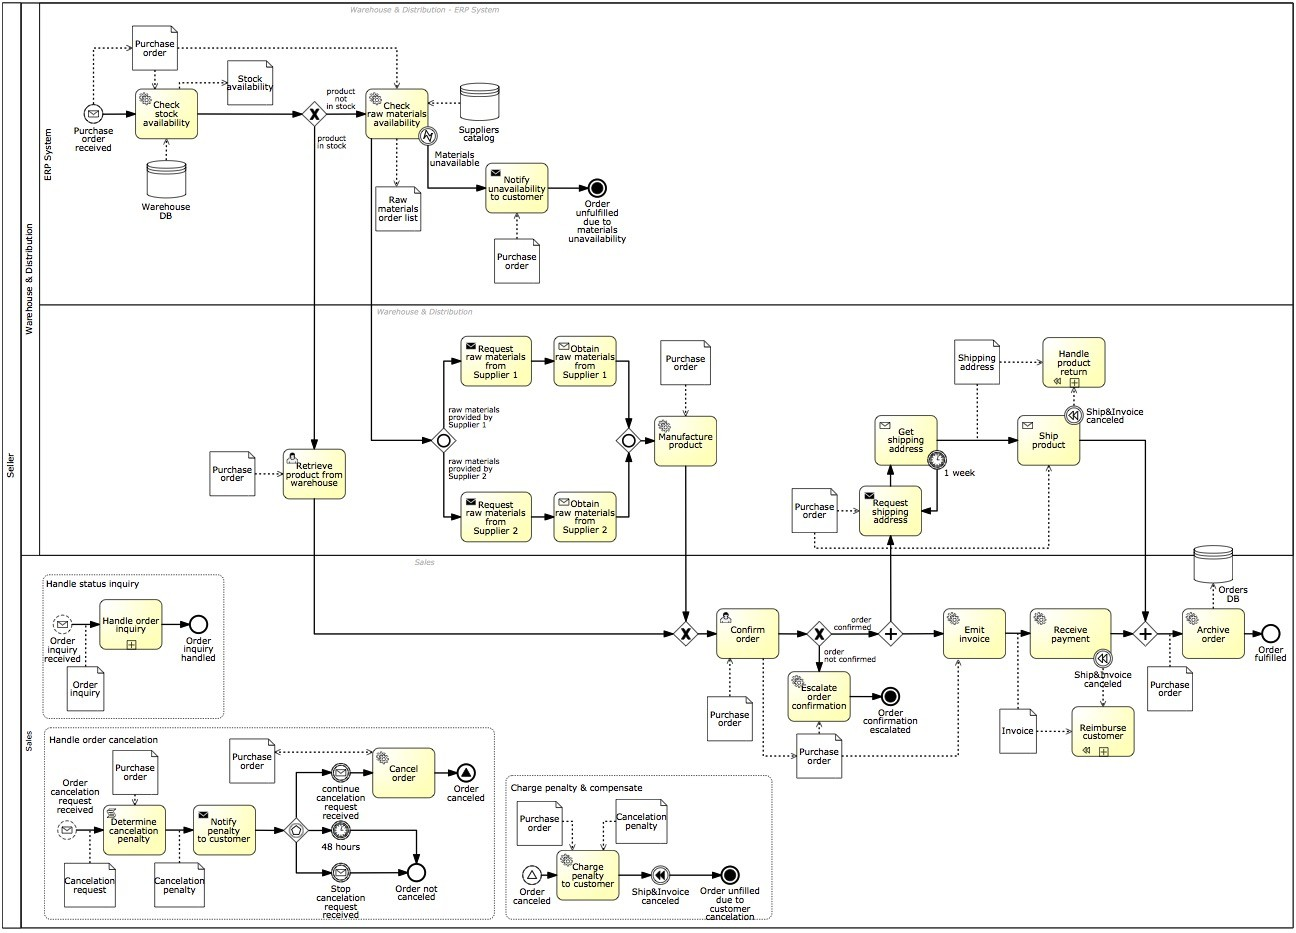 Warehouse & Distribution - ERP System
ERP System
Purchase
order
Stock
availability
Check
stock
availability
Purchase
order
received
Warehouse
DB
product
not
in stock
product
in stock
Check
raw materials
availability
Suppliers
catalog
Materials
unavailable
Raw
materials
order list
Notify
unavailability
to customer
Purchase
order
Order
unfulfilled
due to
materials
unavailability
Seller
Warehouse & Distribution
Warehouse & Distribution
Purchase
order
Retrieve
product from
warehouse
raw materials
provided by
Supplier 1
raw materials
provided by
Supplier 2
Request
raw materials
from
Supplier 1
Obtain
raw materials
from
Supplier 1
Request
raw materials
from
Supplier 2
Obtain
raw materials
from
Supplier 2
Purchase
order
Manufacture
product
Shipping
address
Handle
product
return
Get
shipping
address
1 week
Ship
product
Ship&Invoice
canceled
Purchase
order
Request
shipping
address
Sales
Sales
Handle status inquiry
Order
inquiry
received
Handle order
inquiry
Order
inquiry
handled
Order
inquiry
Confirm
order
order
confirmed
order
not confirmed
Purchase
order
Escalate
order
confirmation
Order
confirmation
escalated
Purchase
order
Emit
invoice
Receive
payment
Ship&Invoice
canceled
Invoice
Reimburse
customer
Purchase
order
Orders
DB
Archive
order
Order
fulfilled
Handle order cancelation
Order
cancelation
request
received
Purchase
order
Determine
cancelation
penalty
Cancelation
request
Notify
penalty
to customer
Cancelation
penalty
Purchase
order
continue
cancelation
request
received
Cancel
order
Order
canceled
48 hours
Stop
cancelation
request
received
Order not
canceled
Charge penalty & compensate
Purchase
order
Cancelation
penalty
Order
canceled
Charge
penalty
to customer
Ship&Invoice
canceled
Order unfilled
due to
customer
cancelation